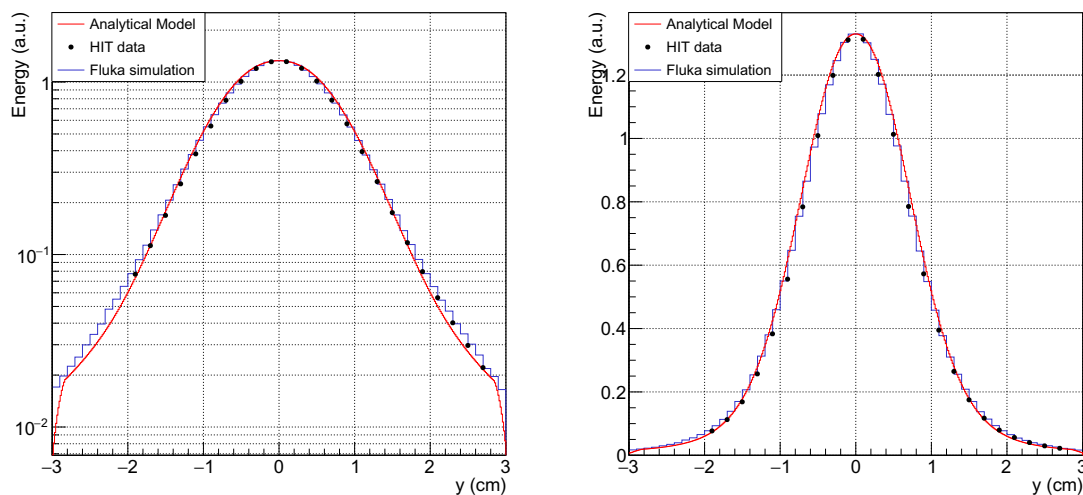 Energy (a.u.)
Analytical Model
HIT data
Fluka simulation
1
10⁻¹
10⁻²
−3 −2 −1 0 1 2 3
y (cm)
Energy (a.u.)
Analytical Model
HIT data
Fluka simulation
1.2
1
0.8
0.6
0.4
0.2
0
−3 −2 −1 0 1 2 3
y (cm)